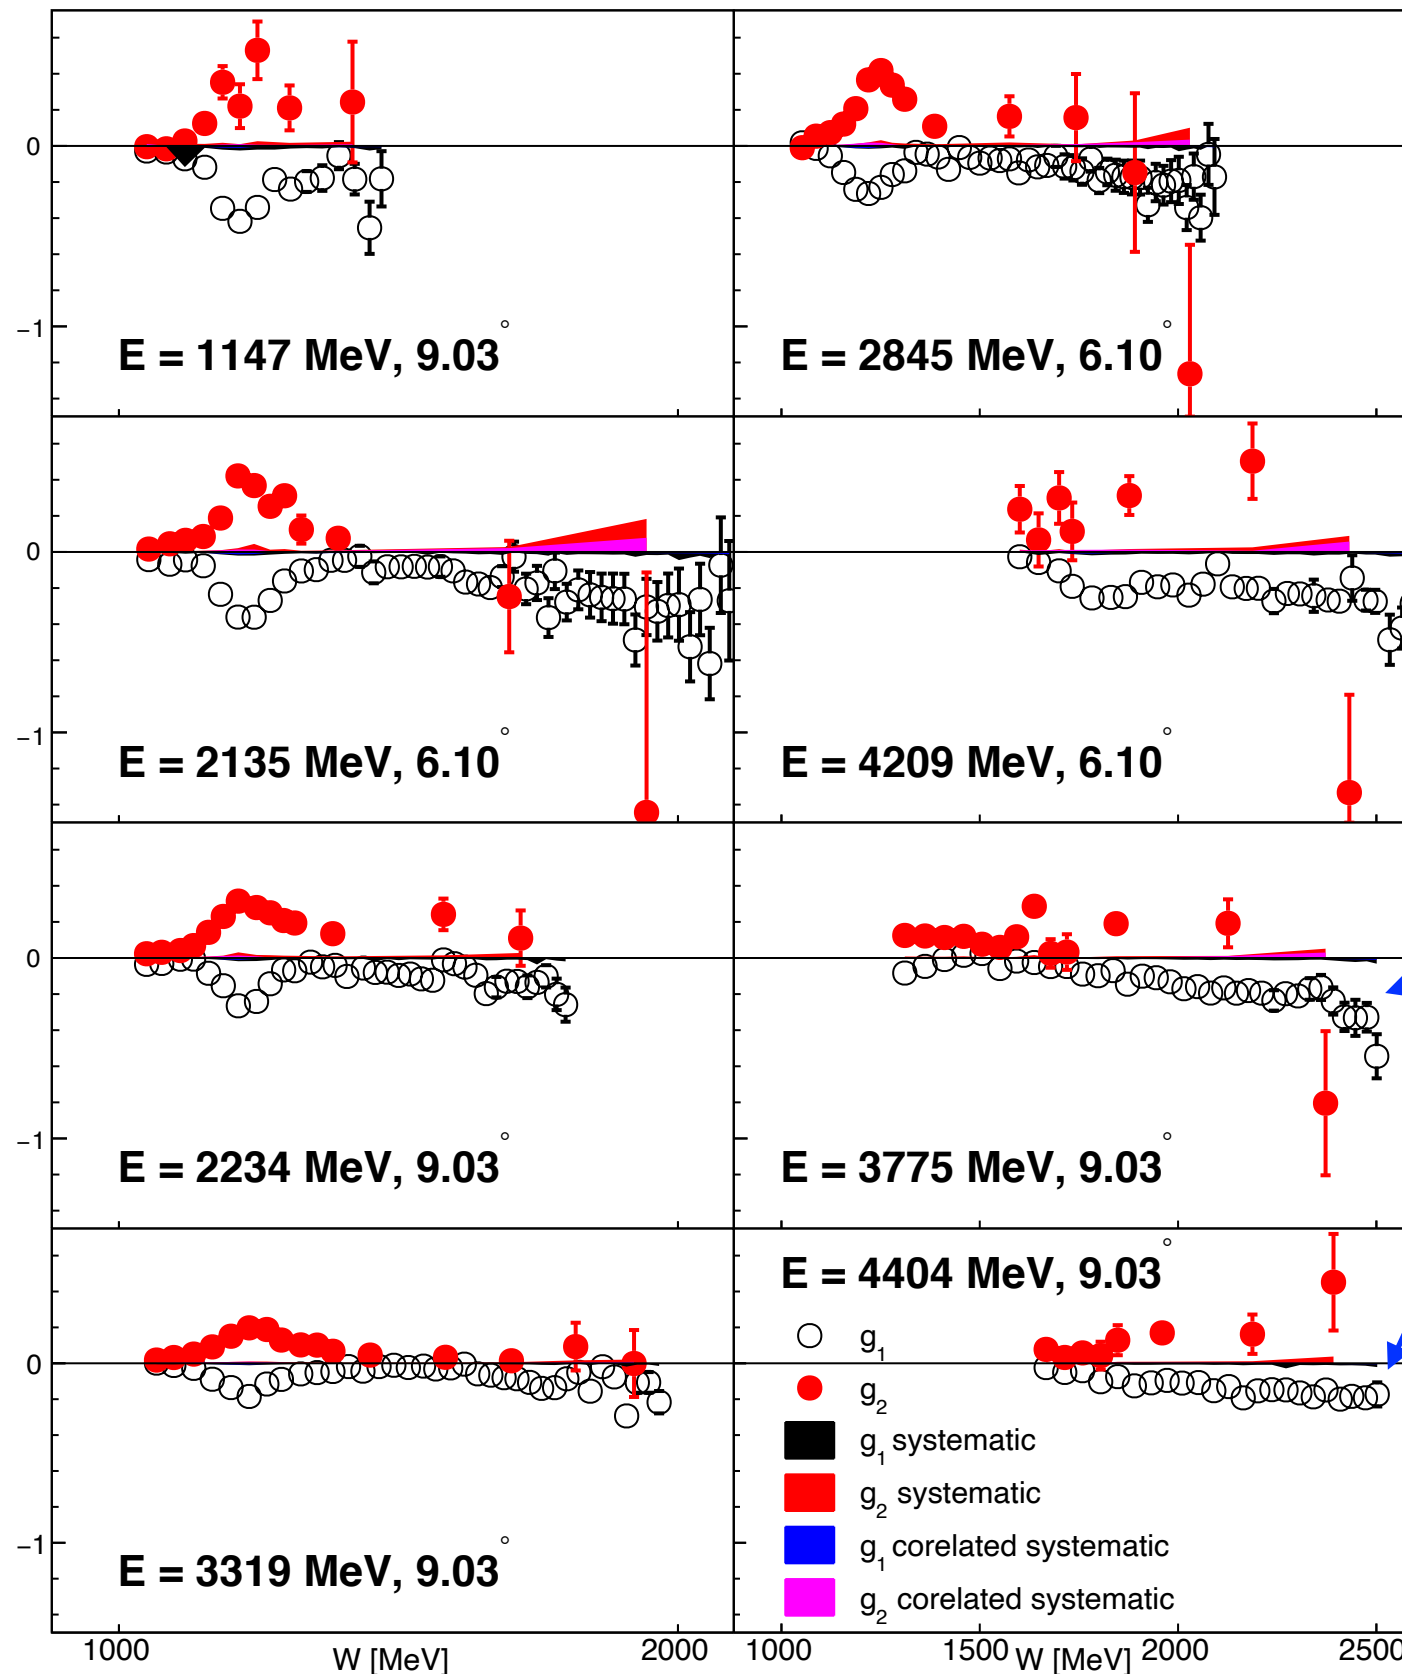 0
−1
E = 1147 MeV, 9.03°
E = 2845 MeV, 6.10°
0
−1
E = 2135 MeV, 6.10°
E = 4209 MeV, 6.10°
0
−1
E = 2234 MeV, 9.03°
E = 3775 MeV, 9.03°
0
−1
E = 3319 MeV, 9.03°
E = 4404 MeV, 9.03°
g1
g2
g1 systematic
g2 systematic
g1 corelated systematic
g2 corelated systematic
1000 2000 1000 1500 2000 2500
W [MeV] W [MeV]